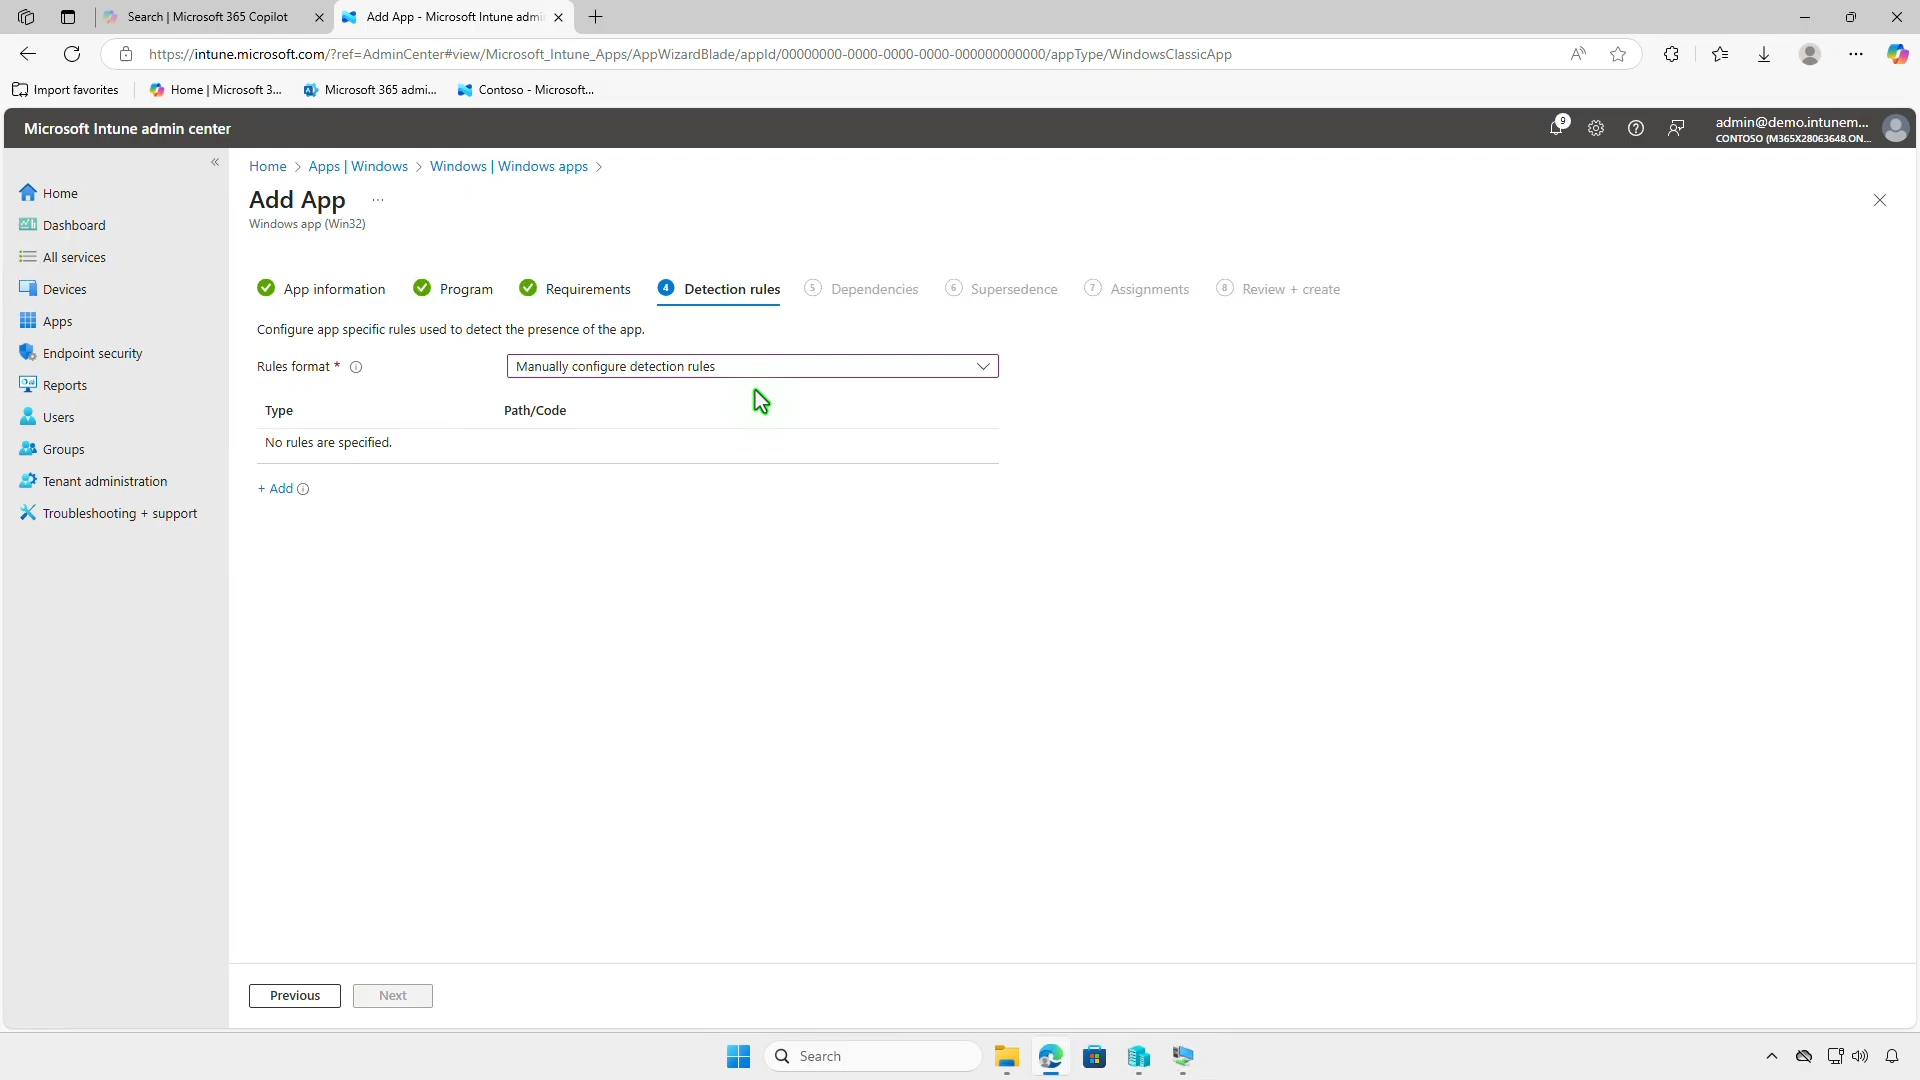 Search | Microsoft 365 Copilot
Add App - Microsoft Intune admi
https://intune.microsoft.com/?ref=AdminCenter#view/Microsoft_Intune_Apps/AppWizardBlade/appId/00000000-0000-0000-0000-000000000000/appType/WindowsClassicApp
Import favorites
Home | Microsoft 3...
Microsoft 365 admi...
Contoso - Microsoft...
Microsoft Intune admin center
9
admin@demo.intunem...
CONTOSO (M365X28063648.ON...
Home
Dashboard
All services
Devices
Apps
Endpoint security
Reports
Users
Groups
Tenant administration
Troubleshooting + support
Home > Apps | Windows > Windows | Windows apps >
Add App ...
Windows app (Win32)
App information
Program
Requirements
4 Detection rules
5 Dependencies
6 Supersedence
7 Assignments
8 Review + create
Configure app specific rules used to detect the presence of the app.
Rules format *
Manually configure detection rules
Type Path/Code
No rules are specified.
+ Add
Previous
Next
Search